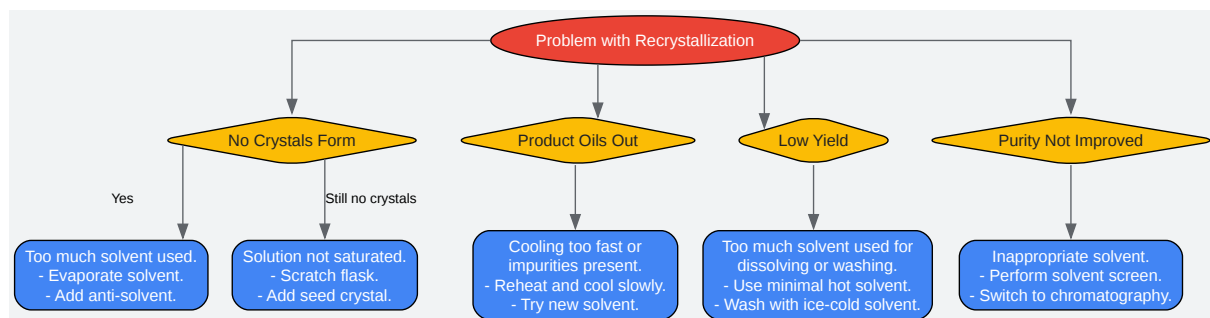 Problem with Recrystallization
No Crystals Form
Product Oils Out
Low Yield
Purity Not Improved
Yes
Still no crystals
Too much solvent used.
- Evaporate solvent.
- Add anti-solvent.
Solution not saturated.
- Scratch flask.
- Add seed crystal.
Cooling too fast or
impurities present.
- Reheat and cool slowly.
- Try new solvent.
Too much solvent used for
dissolving or washing.
- Use minimal hot solvent.
- Wash with ice-cold solvent.
Inappropriate solvent.
- Perform solvent screen.
- Switch to chromatography.